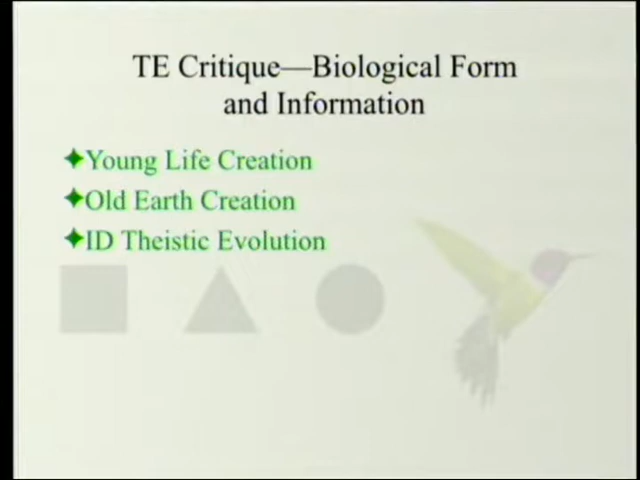 TE Critique—Biological Form
and Information
Young Life Creation
Old Earth Creation
ID Theistic Evolution